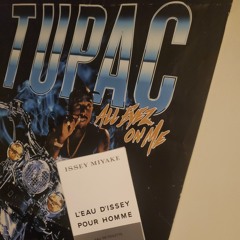 TUPAC
ALL EYEZ
ON ME
ISSEY MIYAKE
L'EAU D'ISSEY
POUR HOMME